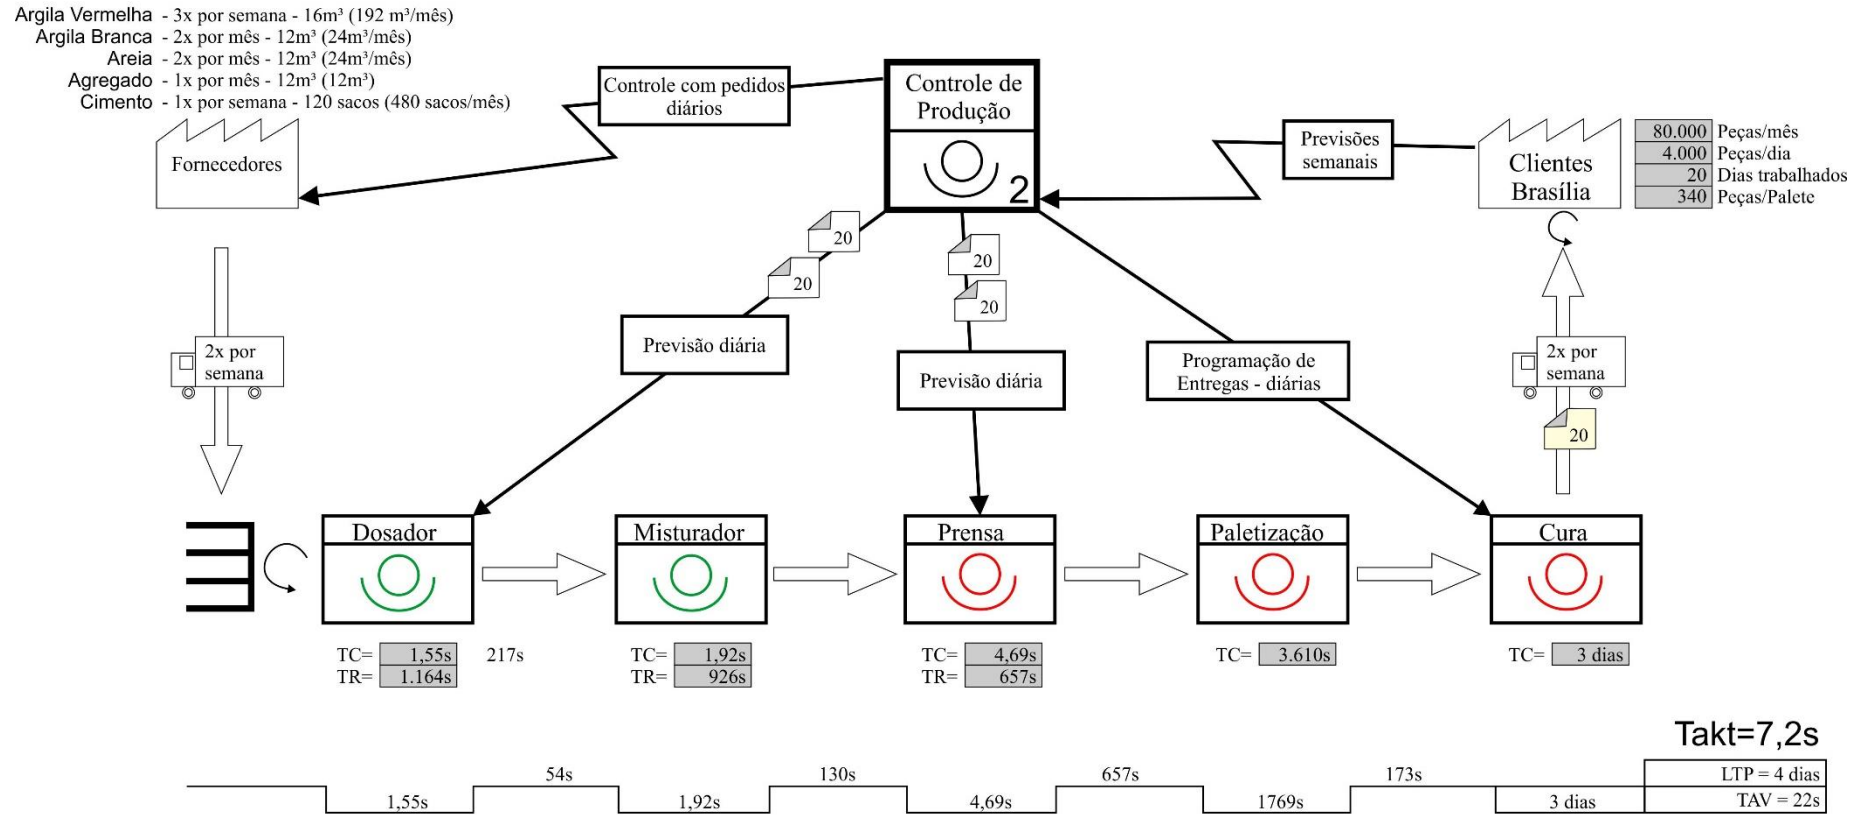 Argila Vermelha - 3x por semana - 16m³ (192 m³/mês)
Argila Branca - 2x por mês - 12m³ (24m³/mês)
Areia - 2x por mês - 12m³ (24m³/mês)
Agregado - 1x por mês - 12m³ (12m³)
Cimento - 1x por semana - 120 sacos (480 sacos/mês)
Fornecedores
Controle com pedidos
diários
Controle de
Produção
2
Previsões
semanais
Clientes
Brasília
80.000 Peças/mês
4.000 Peças/dia
20 Dias trabalhados
340 Peças/Palete
20
20
20
20
2x por
semana
Previsão diária
Previsão diária
Programação de
Entregas - diárias
2x por
semana
20
Dosador
Misturador
Prensa
Paletização
Cura
TC= 1,55s 217s
TR= 1.164s
TC= 1,92s
TR= 926s
TC= 4,69s
TR= 657s
TC= 3.610s
TC= 3 dias
Takt=7,2s
54s 130s 657s 173s LTP = 4 dias
1,55s 1,92s 4,69s 1769s 3 dias TAV = 22s